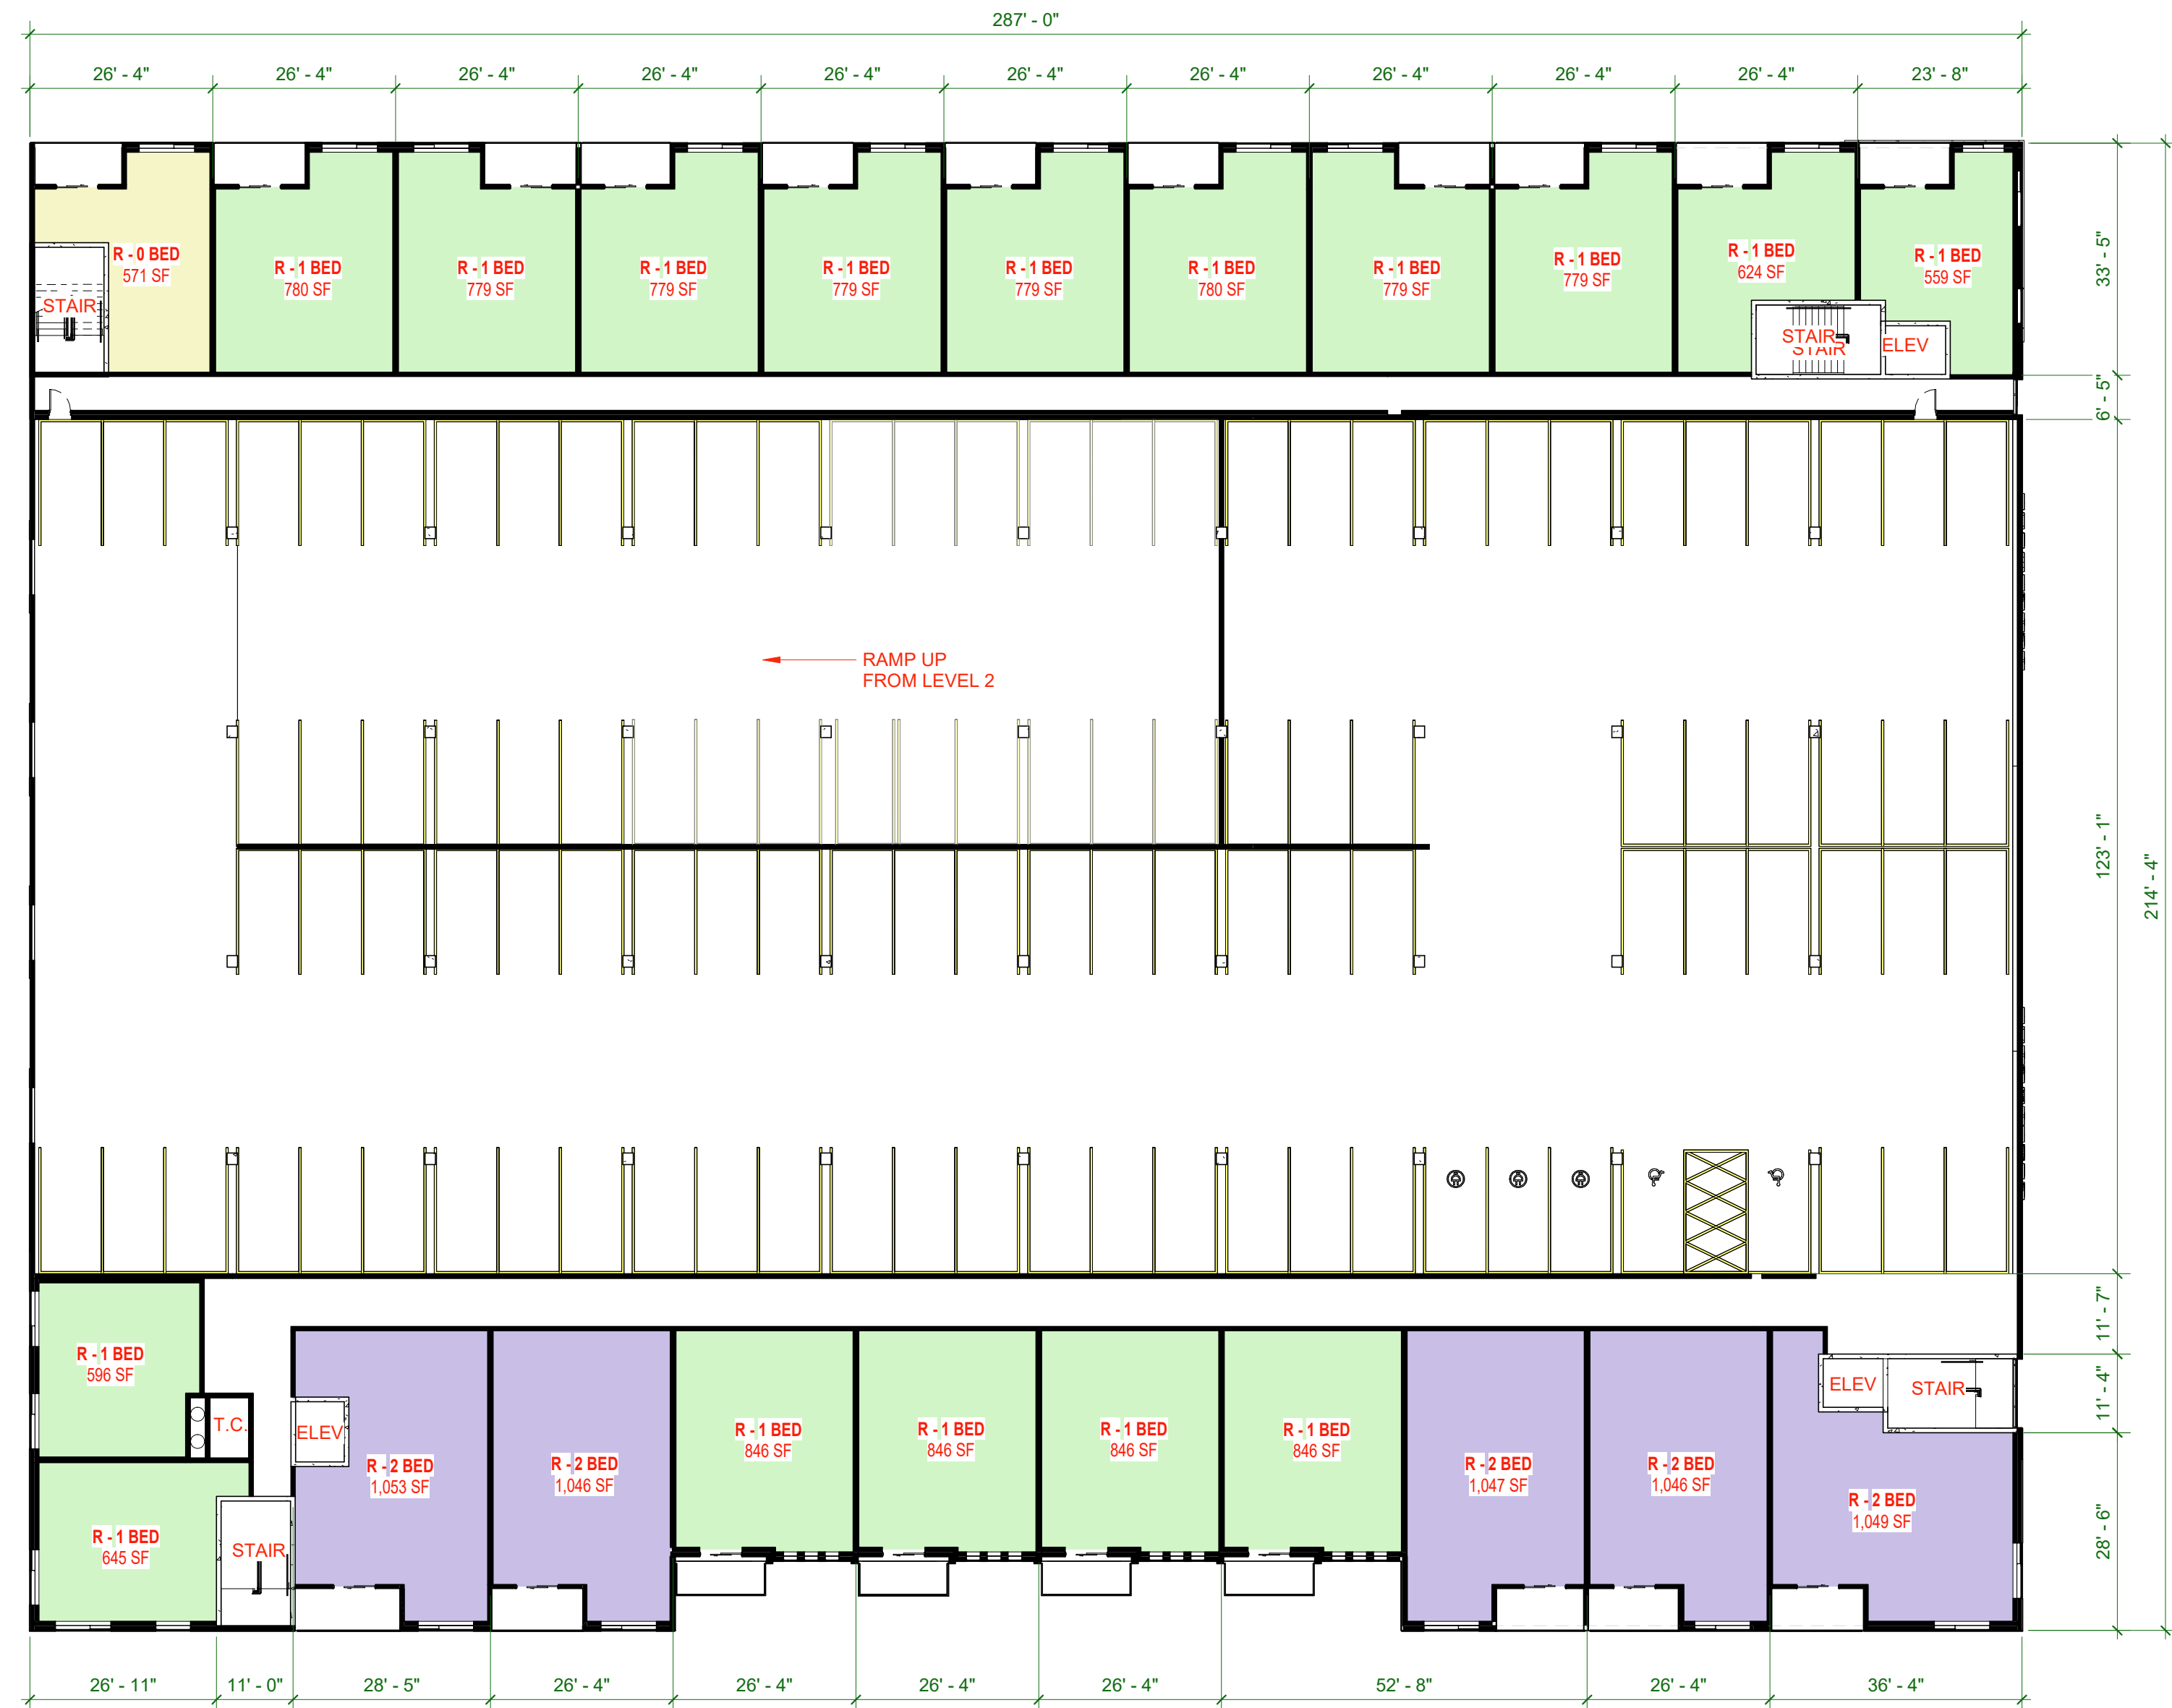 287' - 0"
26' - 4" 26' - 4" 26' - 4" 26' - 4" 26' - 4" 26' - 4" 26' - 4" 26' - 4" 26' - 4" 26' - 4" 23' - 8"
R - 0 BED
571 SF
STAIR
R - 1 BED
780 SF
R - 1 BED
779 SF
R - 1 BED
779 SF
R - 1 BED
779 SF
R - 1 BED
779 SF
R - 1 BED
780 SF
R - 1 BED
779 SF
R - 1 BED
779 SF
R - 1 BED
624 SF
R - 1 BED
559 SF
STAIR
STAIR
ELEV
33' - 5"
6' - 5"
RAMP UP
FROM LEVEL 2
123' - 1"
214' - 4"
11' - 7"
11' - 4"
28' - 6"
R - 1 BED
596 SF
T.C.
ELEV
R - 1 BED
645 SF
STAIR
R - 2 BED
1,053 SF
R - 2 BED
1,046 SF
R - 1 BED
846 SF
R - 1 BED
846 SF
R - 1 BED
846 SF
R - 1 BED
846 SF
R - 2 BED
1,047 SF
R - 2 BED
1,046 SF
ELEV
STAIR
R - 2 BED
1,049 SF
26' - 11" 11' - 0" 28' - 5" 26' - 4" 26' - 4" 26' - 4" 26' - 4" 52' - 8" 26' - 4" 36' - 4"